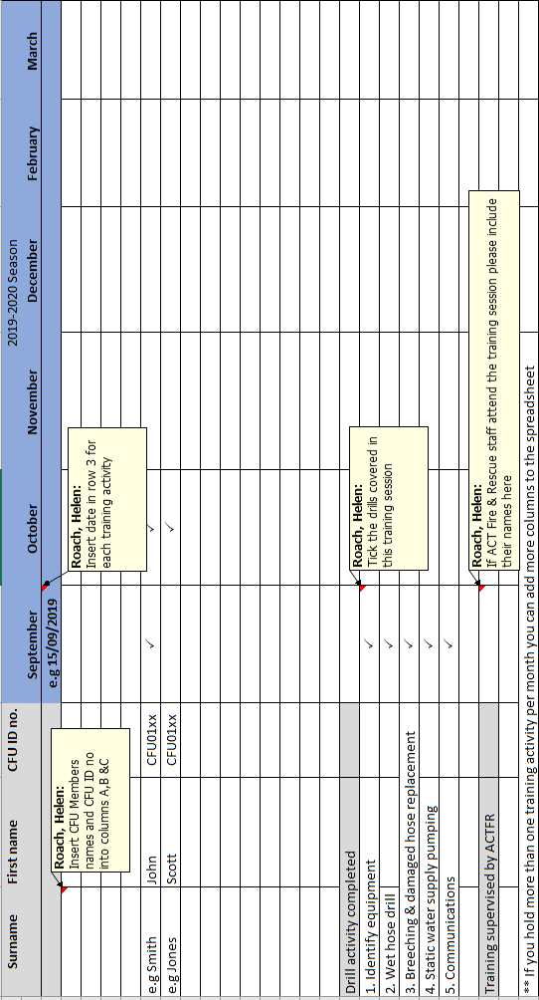 2019-2020 Season
Surname First name CFU ID no. September October November December February March
e.g 15/09/2019
Roach, Helen:
Insert CFU Members
names and CFU ID no
into columns A,B &C
Roach, Helen:
Insert date in row 3 for
each training activity
e.g Smith John CFU01xx ✓ ✓
e.g Jones Scott CFU01xx ✓
Drill activity completed
Roach, Helen:
Tick the drills covered in
this training session
1. Identify equipment ✓
2. Wet hose drill ✓
3. Breeching & damaged hose replacement ✓
4. Static water supply pumping ✓
5. Communications ✓
Training supervised by ACTFR
Roach, Helen:
If ACT Fire & Rescue staff attend the training session please include
their names here
** If you hold more than one training activity per month you can add more columns to the spreadsheet